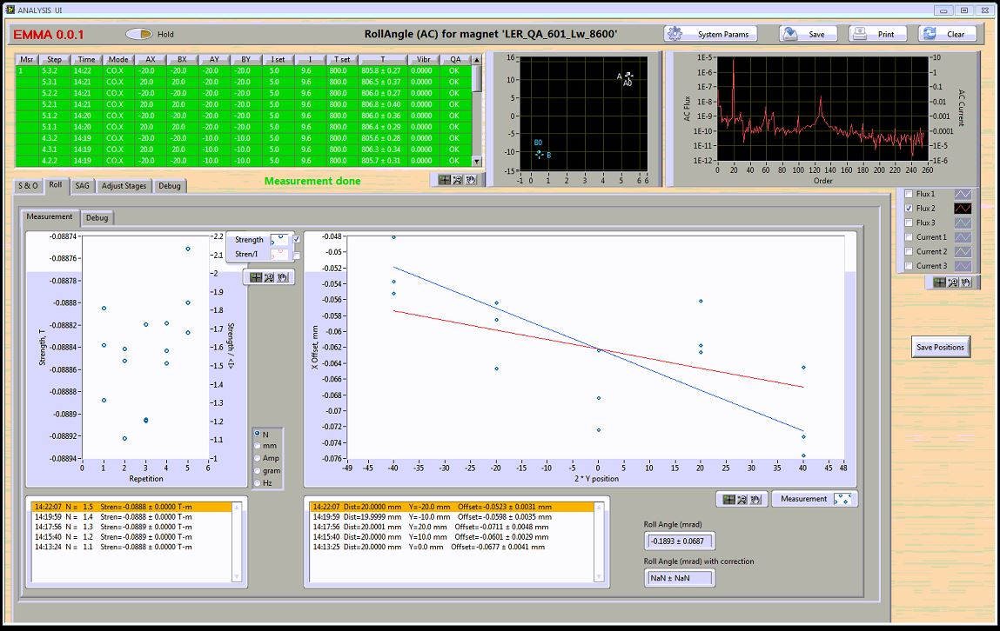 ANALYSIS UI
EMMA 0.0.1
Hold
RollAngle (AC) for magnet 'LER_QA_601_Lw_8600'
System Params
Save
Print
Clear
Msr Step Time Mode AX BX AY BY I set I T set T Vibr QA
1 5.3.2 14:22 CO.X -20.0 -20.0 -20.0 -20.0 5.0 9.6 800.0 805.8 ± 0.27 0.0000 OK
5.3.1 14:21 CO.X 20.0 20.0 -20.0 -20.0 5.0 9.6 800.0 806.5 ± 0.37 0.0000 OK
5.2.2 14:21 CO.X -20.0 -20.0 -20.0 -20.0 5.0 9.6 800.0 806.0 ± 0.27 0.0000 OK
5.2.1 14:21 CO.X 20.0 20.0 -20.0 -20.0 5.0 9.6 800.0 806.8 ± 0.40 0.0000 OK
5.1.2 14:20 CO.X -20.0 -20.0 -20.0 -20.0 5.0 9.6 800.0 806.0 ± 0.36 0.0000 OK
5.1.1 14:20 CO.X 20.0 20.0 -20.0 -20.0 5.0 9.6 800.0 806.4 ± 0.29 0.0000 OK
4.3.2 14:19 CO.X -20.0 -20.0 -10.0 -10.0 5.0 9.6 800.0 805.6 ± 0.28 0.0000 OK
4.3.1 14:19 CO.X 20.0 20.0 -10.0 -10.0 5.0 9.6 800.0 806.3 ± 0.34 0.0000 OK
4.2.2 14:19 CO.X -20.0 -20.0 -10.0 -10.0 5.0 9.6 800.0 805.7 ± 0.31 0.0000 OK
16
10
5
0
-5
-10
-15
-1 0 1 2 3 4 5 6 6
A
A0
B0
B
AC Flux
1E-5
1E-6
1E-7
1E-8
1E-9
1E-10
1E-11
1E-12
10
-1
-0.1
-0.01
0.001
0.0001
1E-5
1E-6
AC Current
0 20 40 60 80 100 120 140 160 180 200 220 240 260
Order
S & O Roll SAG Adjust Stages Debug
Measurement done
Flux 1
Flux 2
Flux 3
Current 1
Current 2
Current 3
Save Positions
Measurement Debug
Strength, T
-0.08874
-0.08876
-0.08878
-0.0888
-0.08882
-0.08884
-0.08886
-0.08888
-0.0889
-0.08892
-0.08894
2.2
2.1
2
1.9
1.8
1.7
1.6
1.5
1.4
1.3
1.2
1.1
1
Strength / <I>
0 1 2 3 4 5 6
Repetition
Strength
Stren/I
N
mm
Amp
gram
Hz
X Offset, mm
-0.048
-0.05
-0.052
-0.054
-0.056
-0.058
-0.06
-0.062
-0.064
-0.066
-0.068
-0.07
-0.072
-0.074
-0.076
-49 -45 -40 -35 -30 -25 -20 -15 -10 -5 0 5 10 15 20 25 30 35 40 45 48
2 * Y position
14:22:07 N = 1.5 Stren=-0.0888 ± 0.0000 T-m
14:19:59 N = 1.4 Stren=-0.0888 ± 0.0000 T-m
14:17:56 N = 1.3 Stren=-0.0889 ± 0.0000 T-m
14:15:40 N = 1.2 Stren=-0.0889 ± 0.0000 T-m
14:13:24 N = 1.1 Stren=-0.0888 ± 0.0000 T-m
14:22:07 Dist=20.0000 mm Y=-20.0 mm Offset=-0.0523 ± 0.0031 mm
14:19:59 Dist=19.9999 mm Y=-10.0 mm Offset=-0.0598 ± 0.0035 mm
14:17:56 Dist=20.0001 mm Y=20.0 mm Offset=-0.0711 ± 0.0048 mm
14:15:40 Dist=20.0000 mm Y=10.0 mm Offset=-0.0601 ± 0.0029 mm
14:13:25 Dist=20.0000 mm Y=0.0 mm Offset=-0.0677 ± 0.0041 mm
Measurement
Roll Angle (mrad)
-0.1893 ± 0.0687
Roll Angle (mrad) with correction
NaN ± NaN